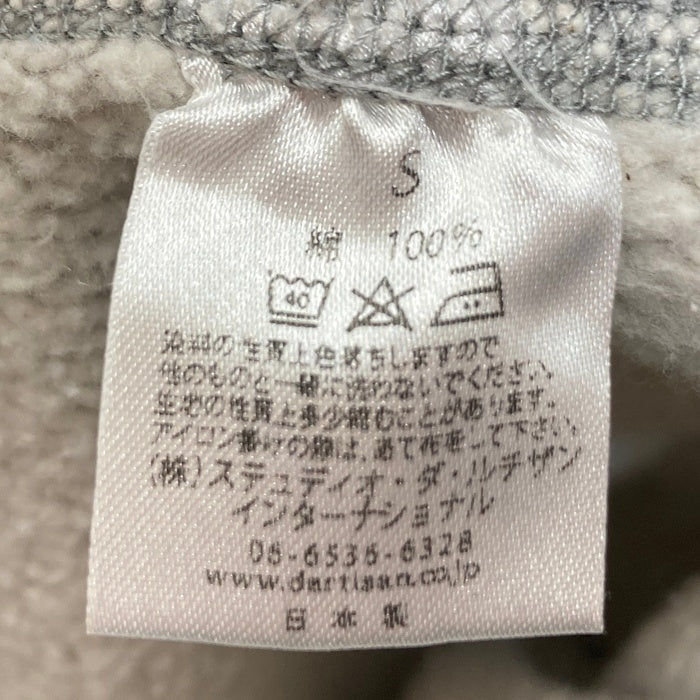 S
綿 100%
40
染料の性質上色落ちしますので
他のものと一緒に洗わないでください。
生地の性質上多少縮むことがあります。
アイロン掛けの際は、あて布をして下さい。
(株)ステュディオ・ダ・ルチザン
インターナショナル
06-6536-6328
www.dartisan.co.jp
日本製